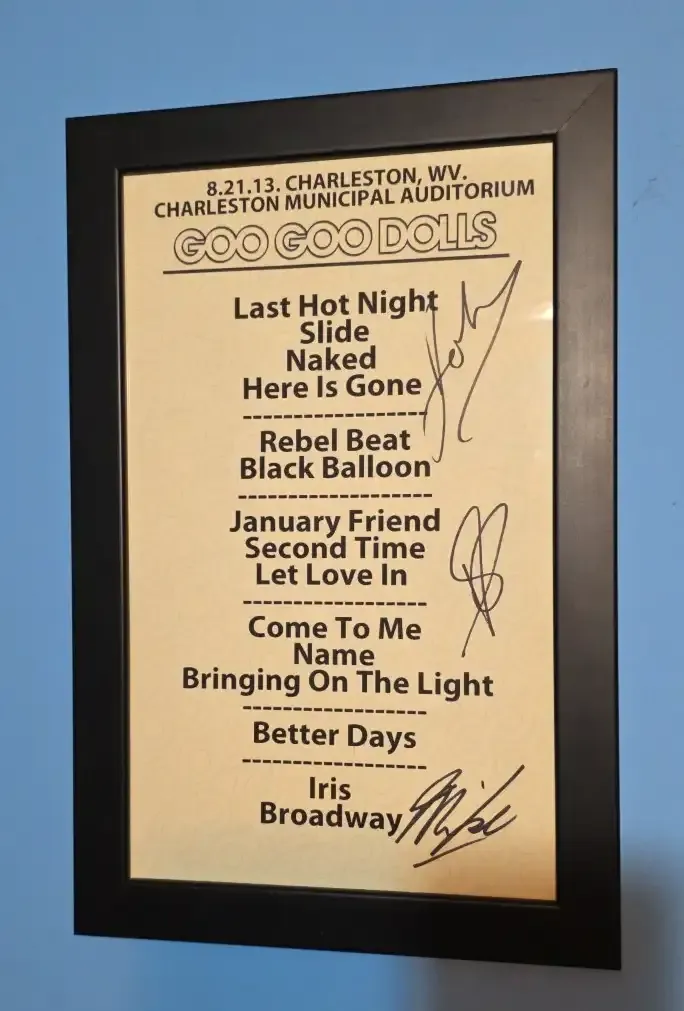 8.21.13. CHARLESTON, WV.
CHARLESTON MUNICIPAL AUDITORIUM
GOO GOO DOLLS
Last Hot Night
Slide
Naked
Here Is Gone
------------------
Rebel Beat
Black Balloon
-------------------
January Friend
Second Time
Let Love In
------------------
Come To Me
Name
Bringing On The Light
------------------
Better Days
------------------
Iris
Broadway
Mike